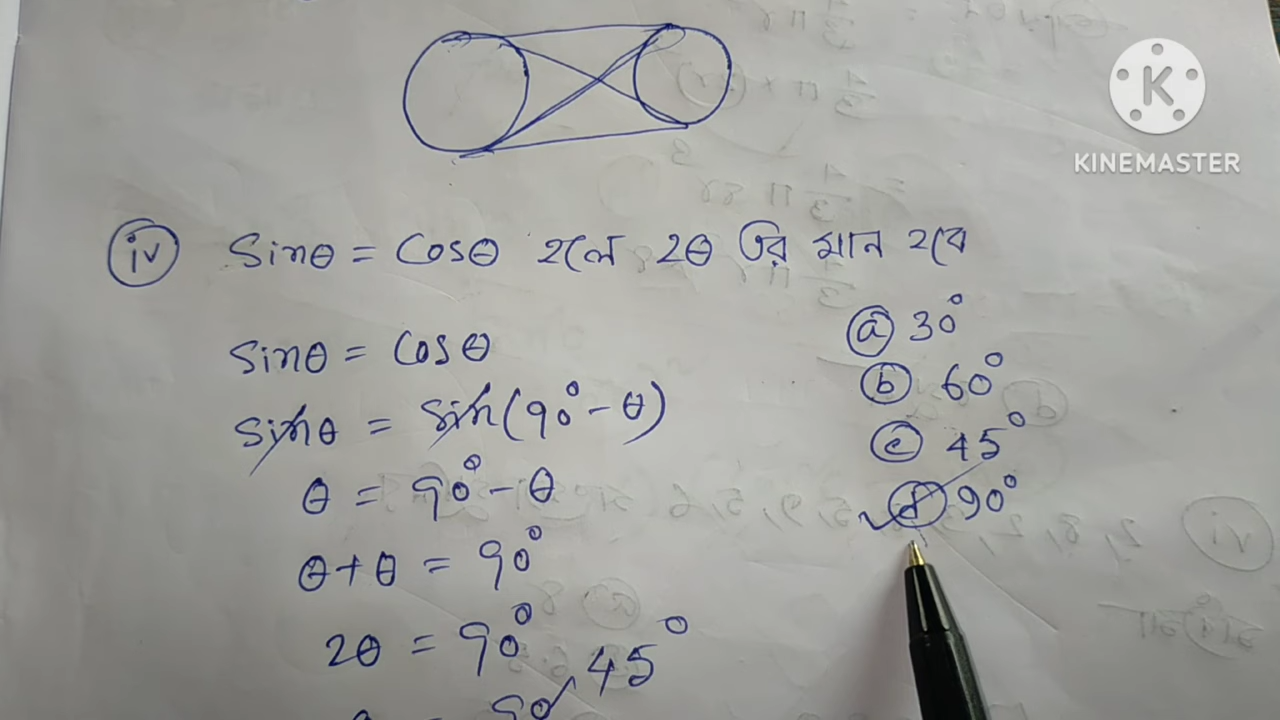 KINEMASTER
iv Sinθ = Cosθ হলে 2θ এর মান হবে
a 30°
Sinθ = Cosθ
b 60°
Sinθ = Sin(90° - θ)
c 45°
θ = 90° - θ
d 90°
θ + θ = 90°
2θ = 90°
45°
90